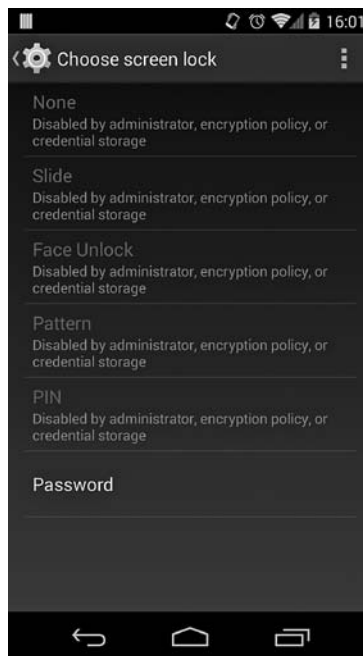 16:01
Choose screen lock
None
Disabled by administrator, encryption policy, or
credential storage
Slide
Disabled by administrator, encryption policy, or
credential storage
Face Unlock
Disabled by administrator, encryption policy, or
credential storage
Pattern
Disabled by administrator, encryption policy, or
credential storage
PIN
Disabled by administrator, encryption policy, or
credential storage
Password